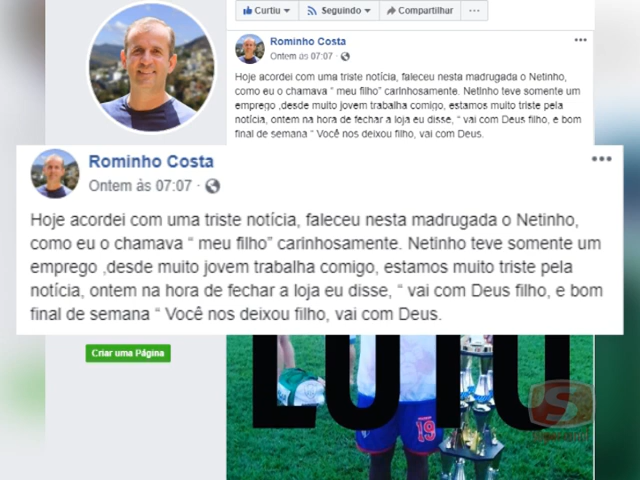 Curtiu
Seguindo
Compartilhar
...
Rominho Costa
Ontem às 07:07 ·
Hoje acordei com uma triste notícia, faleceu nesta madrugada o Netinho,
como eu o chamava “ meu filho” carinhosamente. Netinho teve somente um
emprego ,desde muito jovem trabalha comigo, estamos muito triste pela
notícia, ontem na hora de fechar a loja eu disse, “ vai com Deus filho, e bom
final de semana “ Você nos deixou filho, vai com Deus.
Rominho Costa
Ontem às 07:07 ·
Hoje acordei com uma triste notícia, faleceu nesta madrugada o Netinho,
como eu o chamava “ meu filho” carinhosamente. Netinho teve somente um
emprego ,desde muito jovem trabalha comigo, estamos muito triste pela
notícia, ontem na hora de fechar a loja eu disse, “ vai com Deus filho, e bom
final de semana “ Você nos deixou filho, vai com Deus.
Criar uma Página
LUTO
19
S